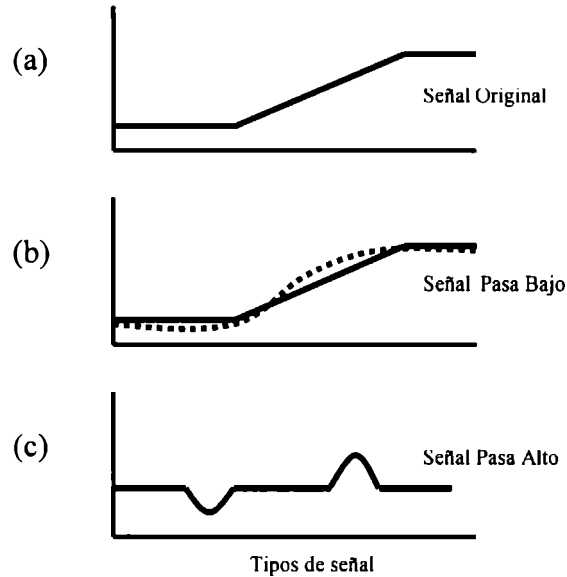 (a)
Señal Original
(b)
Señal Pasa Bajo
(c)
Señal Pasa Alto
Tipos de señal